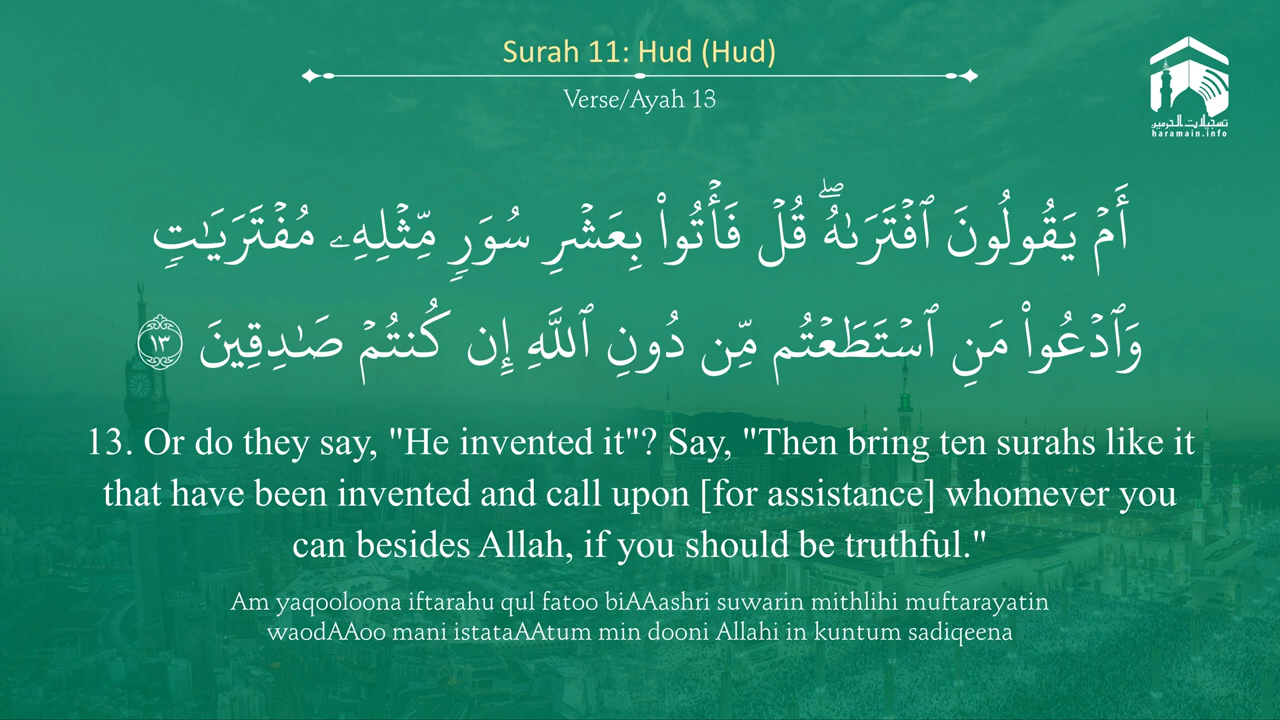 Surah 11: Hud (Hud)
Verse/Ayah 13
تسجيلات الحرمين
haramain.info
أَمْ يَقُولُونَ ٱفْتَرَىٰهُ ۖ قُلْ فَأْتُوا۟ بِعَشْرِ سُوَرٍ مِّثْلِهِۦ مُفْتَرَيَـٰتٍ
وَٱدْعُوا۟ مَنِ ٱسْتَطَعْتُم مِّن دُونِ ٱللَّهِ إِن كُنتُمْ صَـٰدِقِينَ ١٣
13. Or do they say, "He invented it"? Say, "Then bring ten surahs like it
that have been invented and call upon [for assistance] whomever you
can besides Allah, if you should be truthful."
Am yaqooloona iftarahu qul fatoo biAAashri suwarin mithlihi muftarayatin
waodAAoo mani istataAAtum min dooni Allahi in kuntum sadiqeena